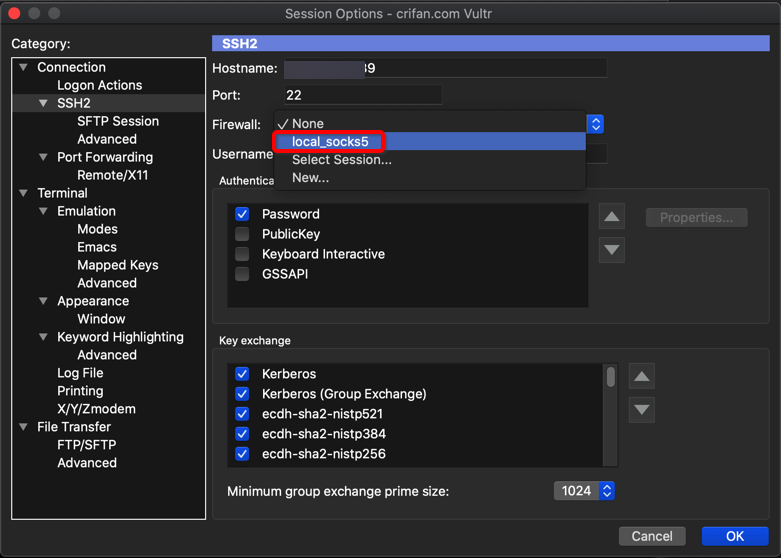 Session Options - crifan.com Vultr
Category:
Connection
Logon Actions
SSH2
SFTP Session
Advanced
Port Forwarding
Remote/X11
Terminal
Emulation
Modes
Emacs
Mapped Keys
Advanced
Appearance
Window
Keyword Highlighting
Advanced
Log File
Printing
X/Y/Zmodem
File Transfer
FTP/SFTP
Advanced
SSH2
Hostname: 39
Port: 22
Firewall:
✓ None
local_socks5
Select Session...
New...
Username
Authentica
Password
PublicKey
Keyboard Interactive
GSSAPI
Properties...
Key exchange
Kerberos
Kerberos (Group Exchange)
ecdh-sha2-nistp521
ecdh-sha2-nistp384
ecdh-sha2-nistp256
Minimum group exchange prime size: 1024
Cancel OK